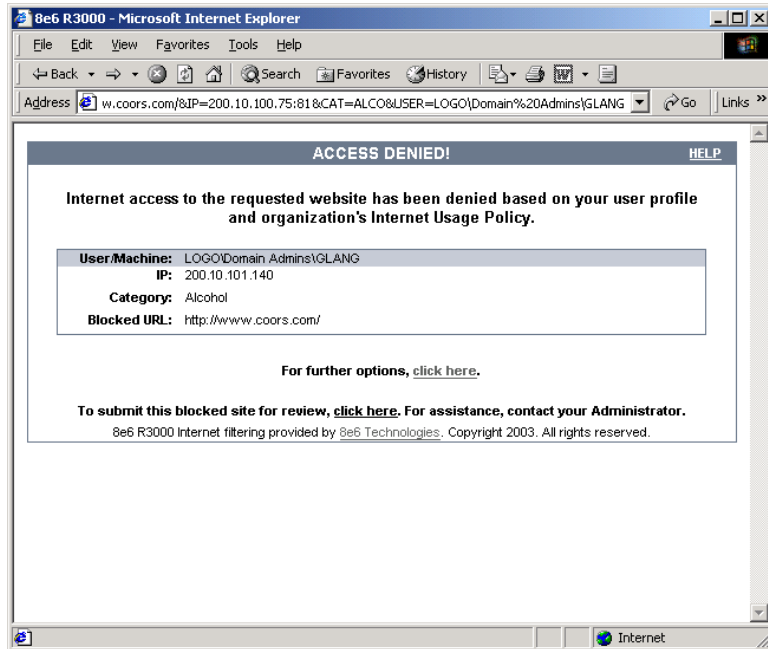 8e6 R3000 - Microsoft Internet Explorer
File Edit View Favorites Tools Help
Back Search Favorites History
Address w.coors.com/&IP=200.10.100.75:81&CAT=ALCO&USER=LOGO\Domain%20Admins\GLANG Go Links »
ACCESS DENIED! HELP
Internet access to the requested website has been denied based on your user profile
and organization's Internet Usage Policy.
User/Machine: LOGO\Domain Admins\GLANG
IP: 200.10.101.140
Category: Alcohol
Blocked URL: http://www.coors.com/
For further options, click here.
To submit this blocked site for review, click here. For assistance, contact your Administrator.
8e6 R3000 Internet filtering provided by 8e6 Technologies. Copyright 2003. All rights reserved.
Internet